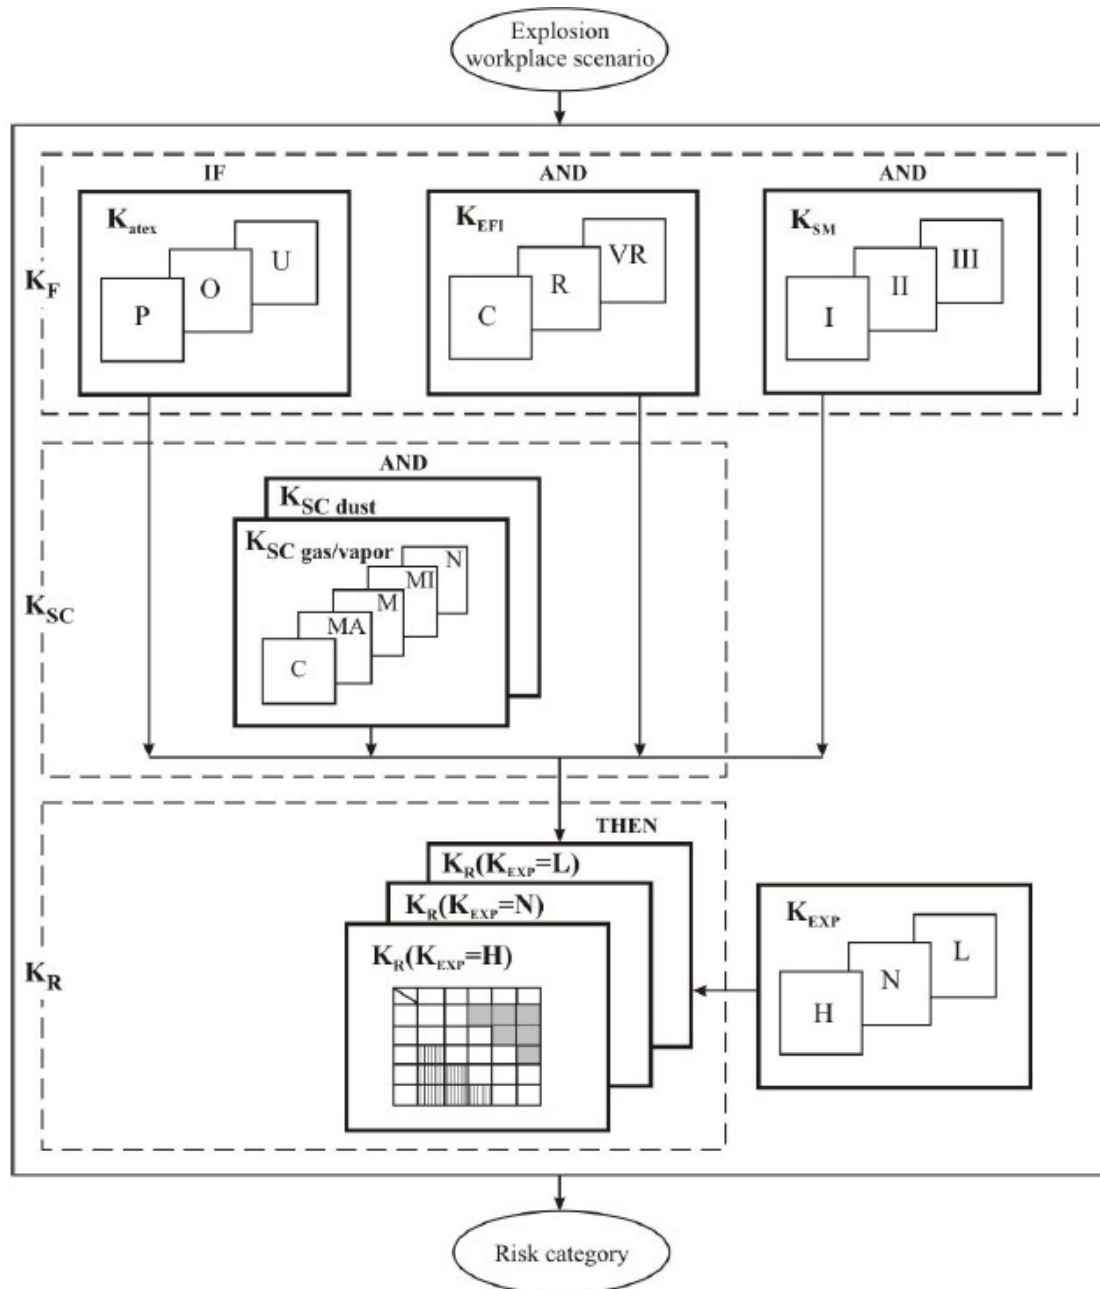 Explosion
workplace scenario
IF
AND
AND
K_F
K_atex
P
O
U
K_EFI
C
R
VR
K_SM
I
II
III
K_SC
AND
K_SC dust
K_SC gas/vapor
C
MA
M
MI
N
K_R
THEN
K_R(K_EXP=L)
K_R(K_EXP=N)
K_R(K_EXP=H)
K_EXP
H
N
L
Risk category